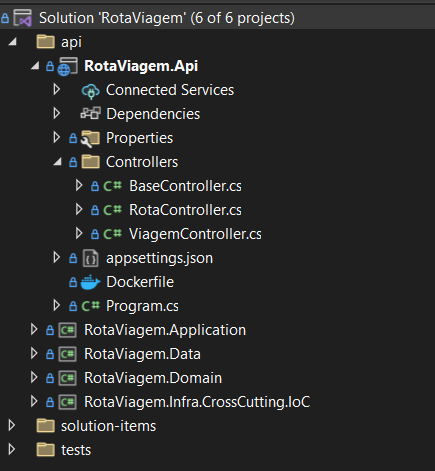 Solution 'RotaViagem' (6 of 6 projects)
api
RotaViagem.Api
Connected Services
Dependencies
Properties
Controllers
C# BaseController.cs
C# RotaController.cs
C# ViagemController.cs
appsettings.json
Dockerfile
C# Program.cs
C# RotaViagem.Application
C# RotaViagem.Data
C# RotaViagem.Domain
C# RotaViagem.Infra.CrossCutting.IoC
solution-items
tests